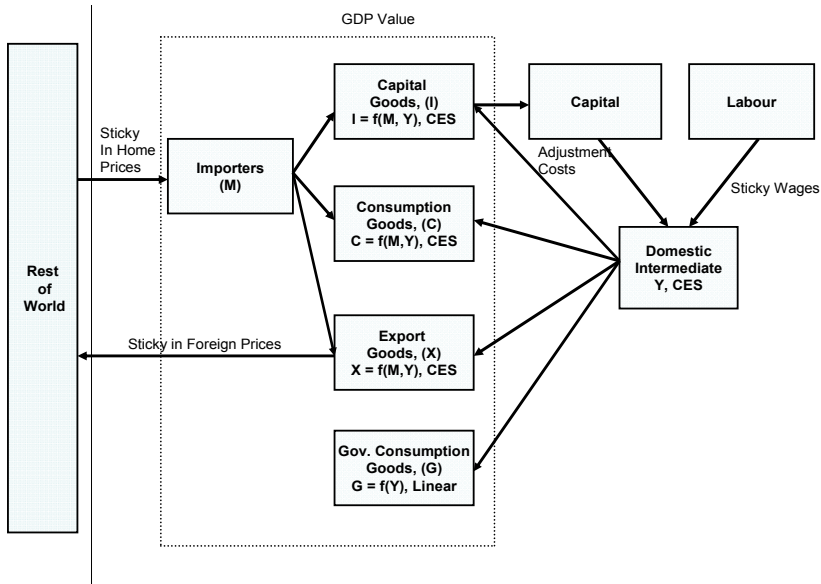 GDP Value
Capital
Goods, (I)
I = f(M, Y), CES
Capital
Labour
Sticky
In Home
Prices
Importers
(M)
Adjustment
Costs
Sticky Wages
Consumption
Goods, (C)
C = f(M,Y), CES
Domestic
Intermediate
Y, CES
Rest
of
World
Sticky in Foreign Prices
Export
Goods, (X)
X = f(M,Y), CES
Gov. Consumption
Goods, (G)
G = f(Y), Linear